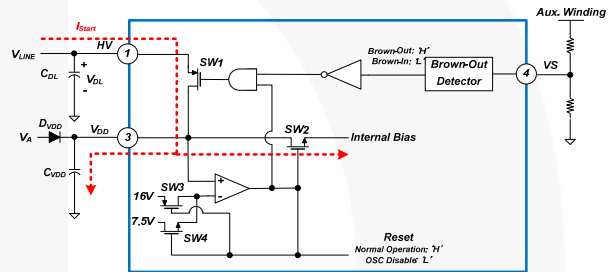 Aux. Winding
IStart
VLINE
HV
1
SW1
Brown-Out: 'H'
Brown-In: 'L'
Brown-Out
Detector
4
VS
CDL
+
VDL
-
DVDD
VA
VDD
3
SW2
Internal Bias
CVDD
16V
SW3
+
-
7.5V
SW4
Reset
Normal Operation: 'H'
OSC Disable: 'L'